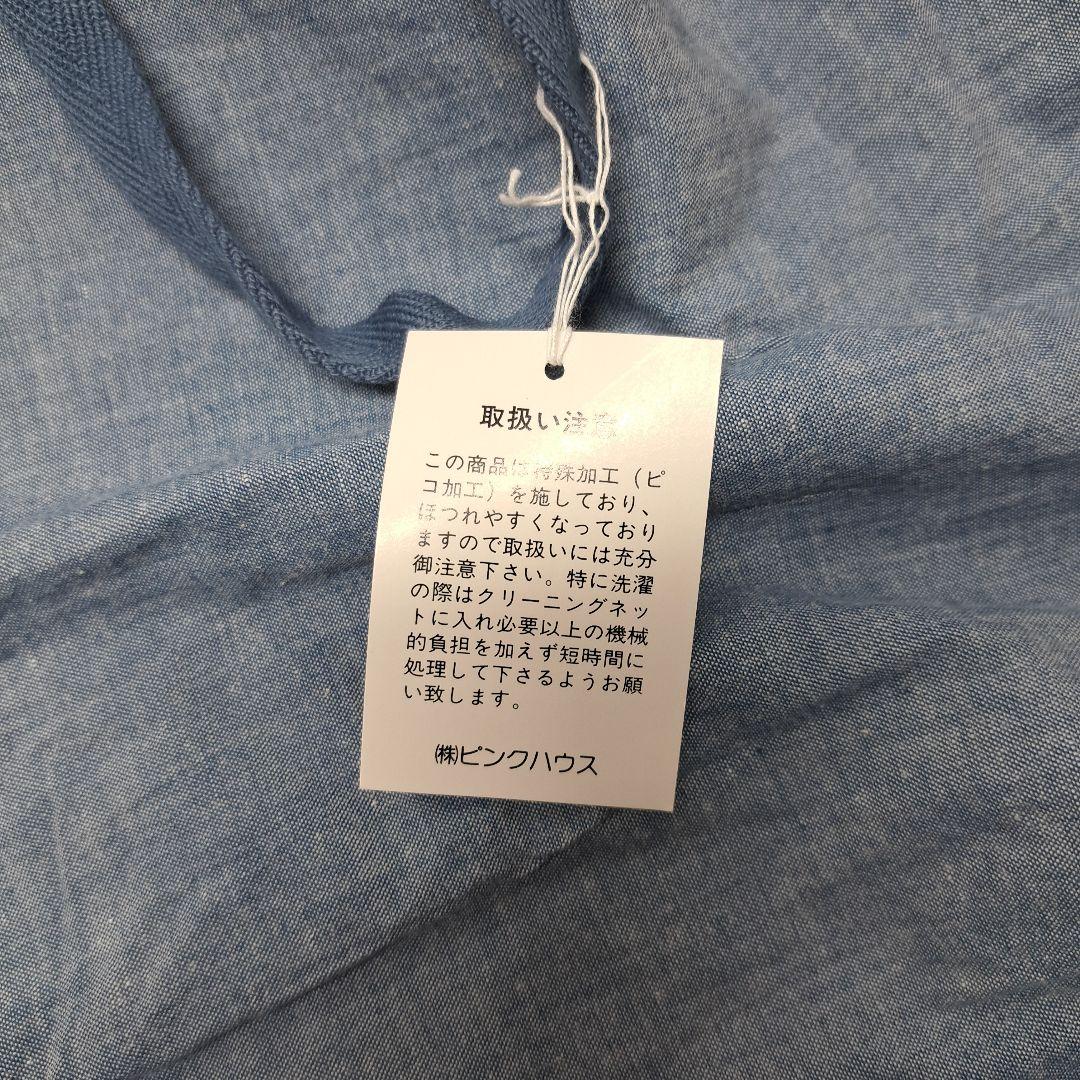 取扱い注意
この商品は特殊加工（ピ
コ加工）を施しており、
ほつれやすくなっており
ますので取扱いには充分
御注意下さい。特に洗濯
の際はクリーニングネッ
トに入れ必要以上の機械
的負担を加えず短時間に
処理して下さるようお願
い致します。
㈱ピンクハウス